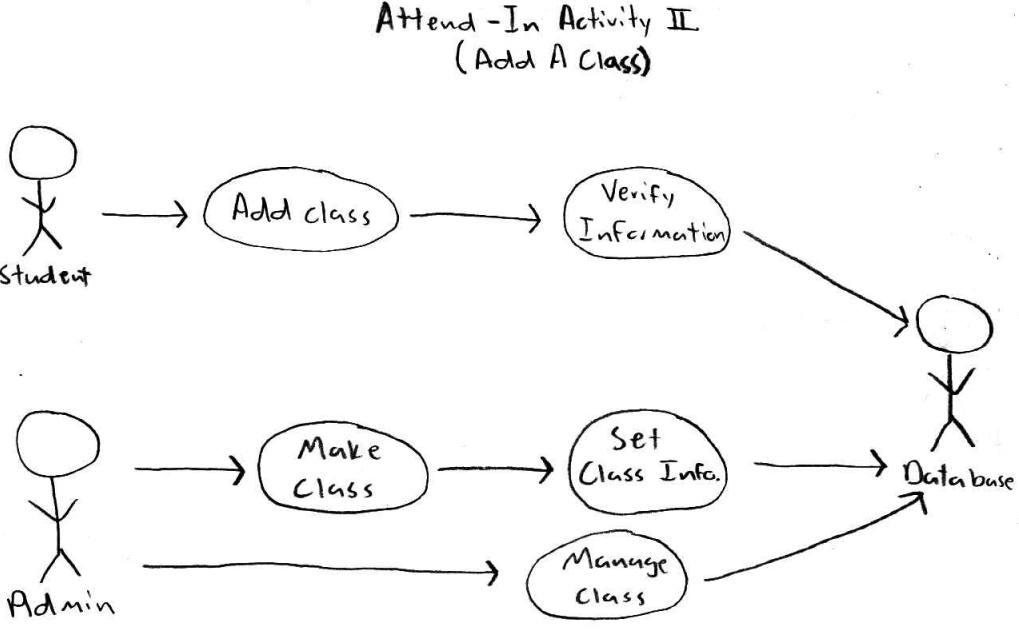 Attend-In Activity II
(Add A Class)
Add class
Verify
Information
Student
Make
Class
Set
Class Info.
Database
Manage
Class
Admin